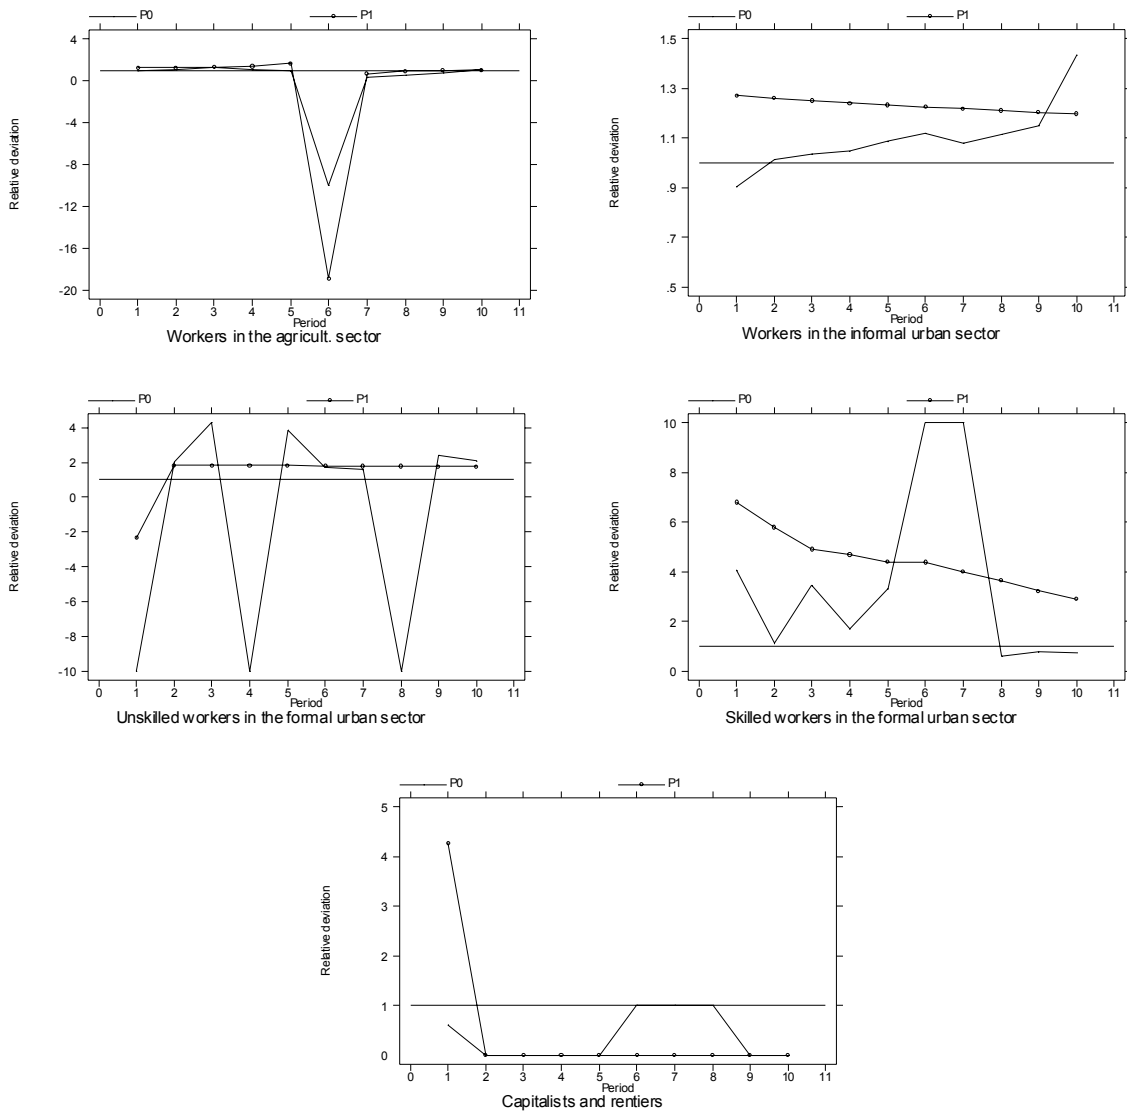 P0 P1
4
0
-4
-8
-12
-16
-20
Relative deviation
0 1 2 3 4 5 6 7 8 9 10 11
Period
Workers in the agricult. sector
P0 P1
1.5
1.3
1.1
.9
.7
.5
Relative deviation
0 1 2 3 4 5 6 7 8 9 10 11
Period
Workers in the informal urban sector
P0 P1
4
2
0
-2
-4
-6
-8
-10
Relative deviation
0 1 2 3 4 5 6 7 8 9 10 11
Period
Unskilled workers in the formal urban sector
P0 P1
10
8
6
4
2
0
Relative deviation
0 1 2 3 4 5 6 7 8 9 10 11
Period
Skilled workers in the formal urban sector
P0 P1
5
4
3
2
1
0
Relative deviation
0 1 2 3 4 5 6 7 8 9 10 11
Period
Capitalists and rentiers